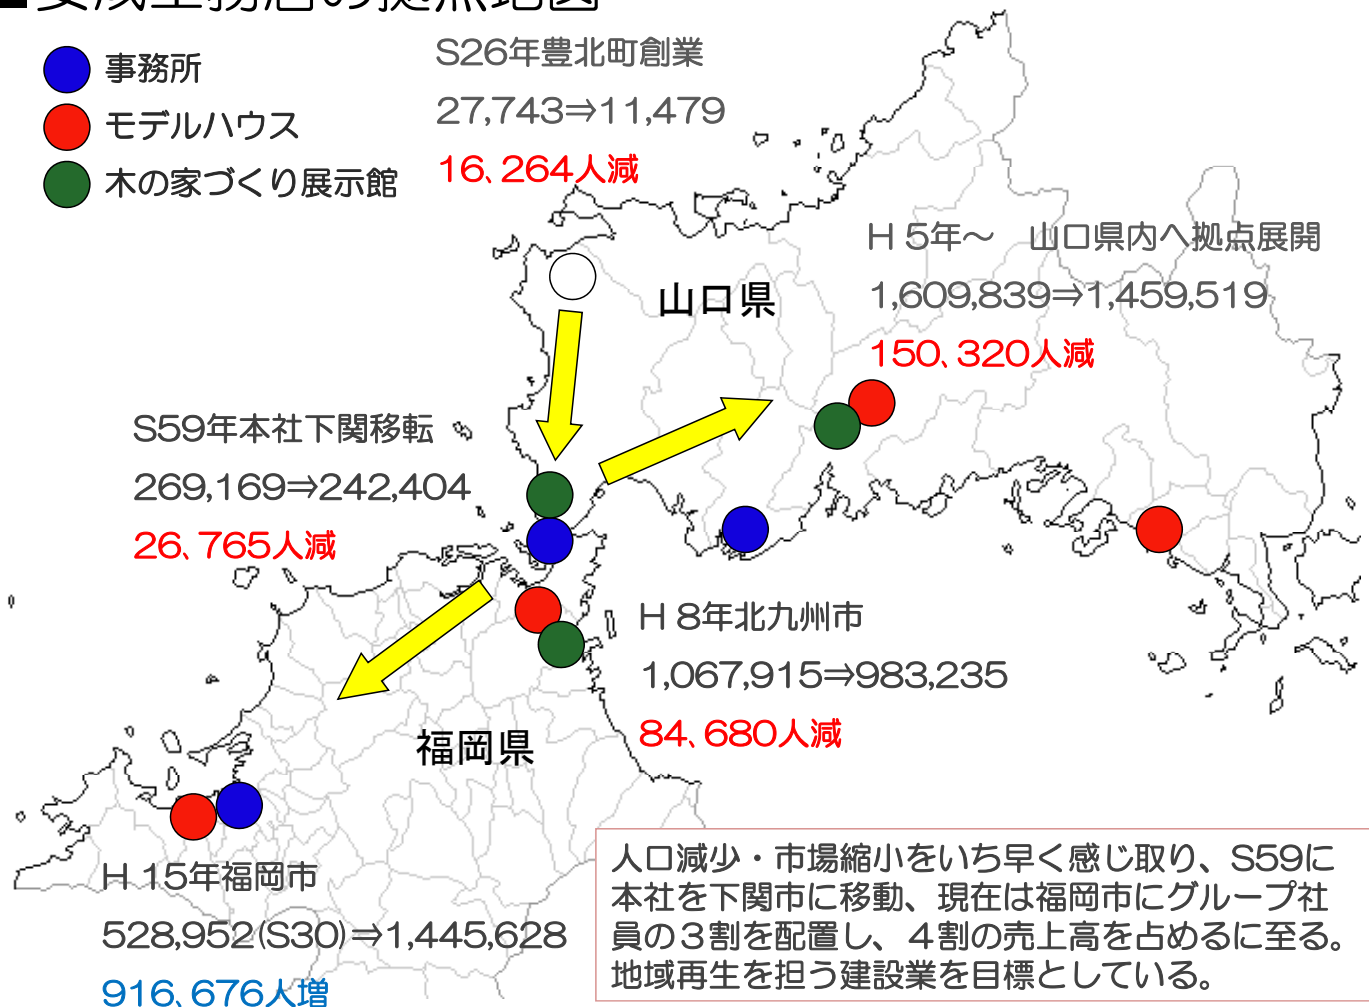 ■安成工務店の拠点地図
事務所
モデルハウス
木の家づくり展示館
S26年豊北町創業
27,743⇒11,479
16、264人減
H 5年～　山口県内へ拠点展開
1,609,839⇒1,459,519
150、320人減
山口県
S59年本社下関移転
269,169⇒242,404
26、765人減
H 8年北九州市
1,067,915⇒983,235
84、680人減
福岡県
H 15年福岡市
528,952(S30)⇒1,445,628
916、676人増
人口減少・市場縮小をいち早く感じ取り、S59に
本社を下関市に移動、現在は福岡市にグループ社
員の３割を配置し、４割の売上高を占めるに至る。
地域再生を担う建設業を目標としている。